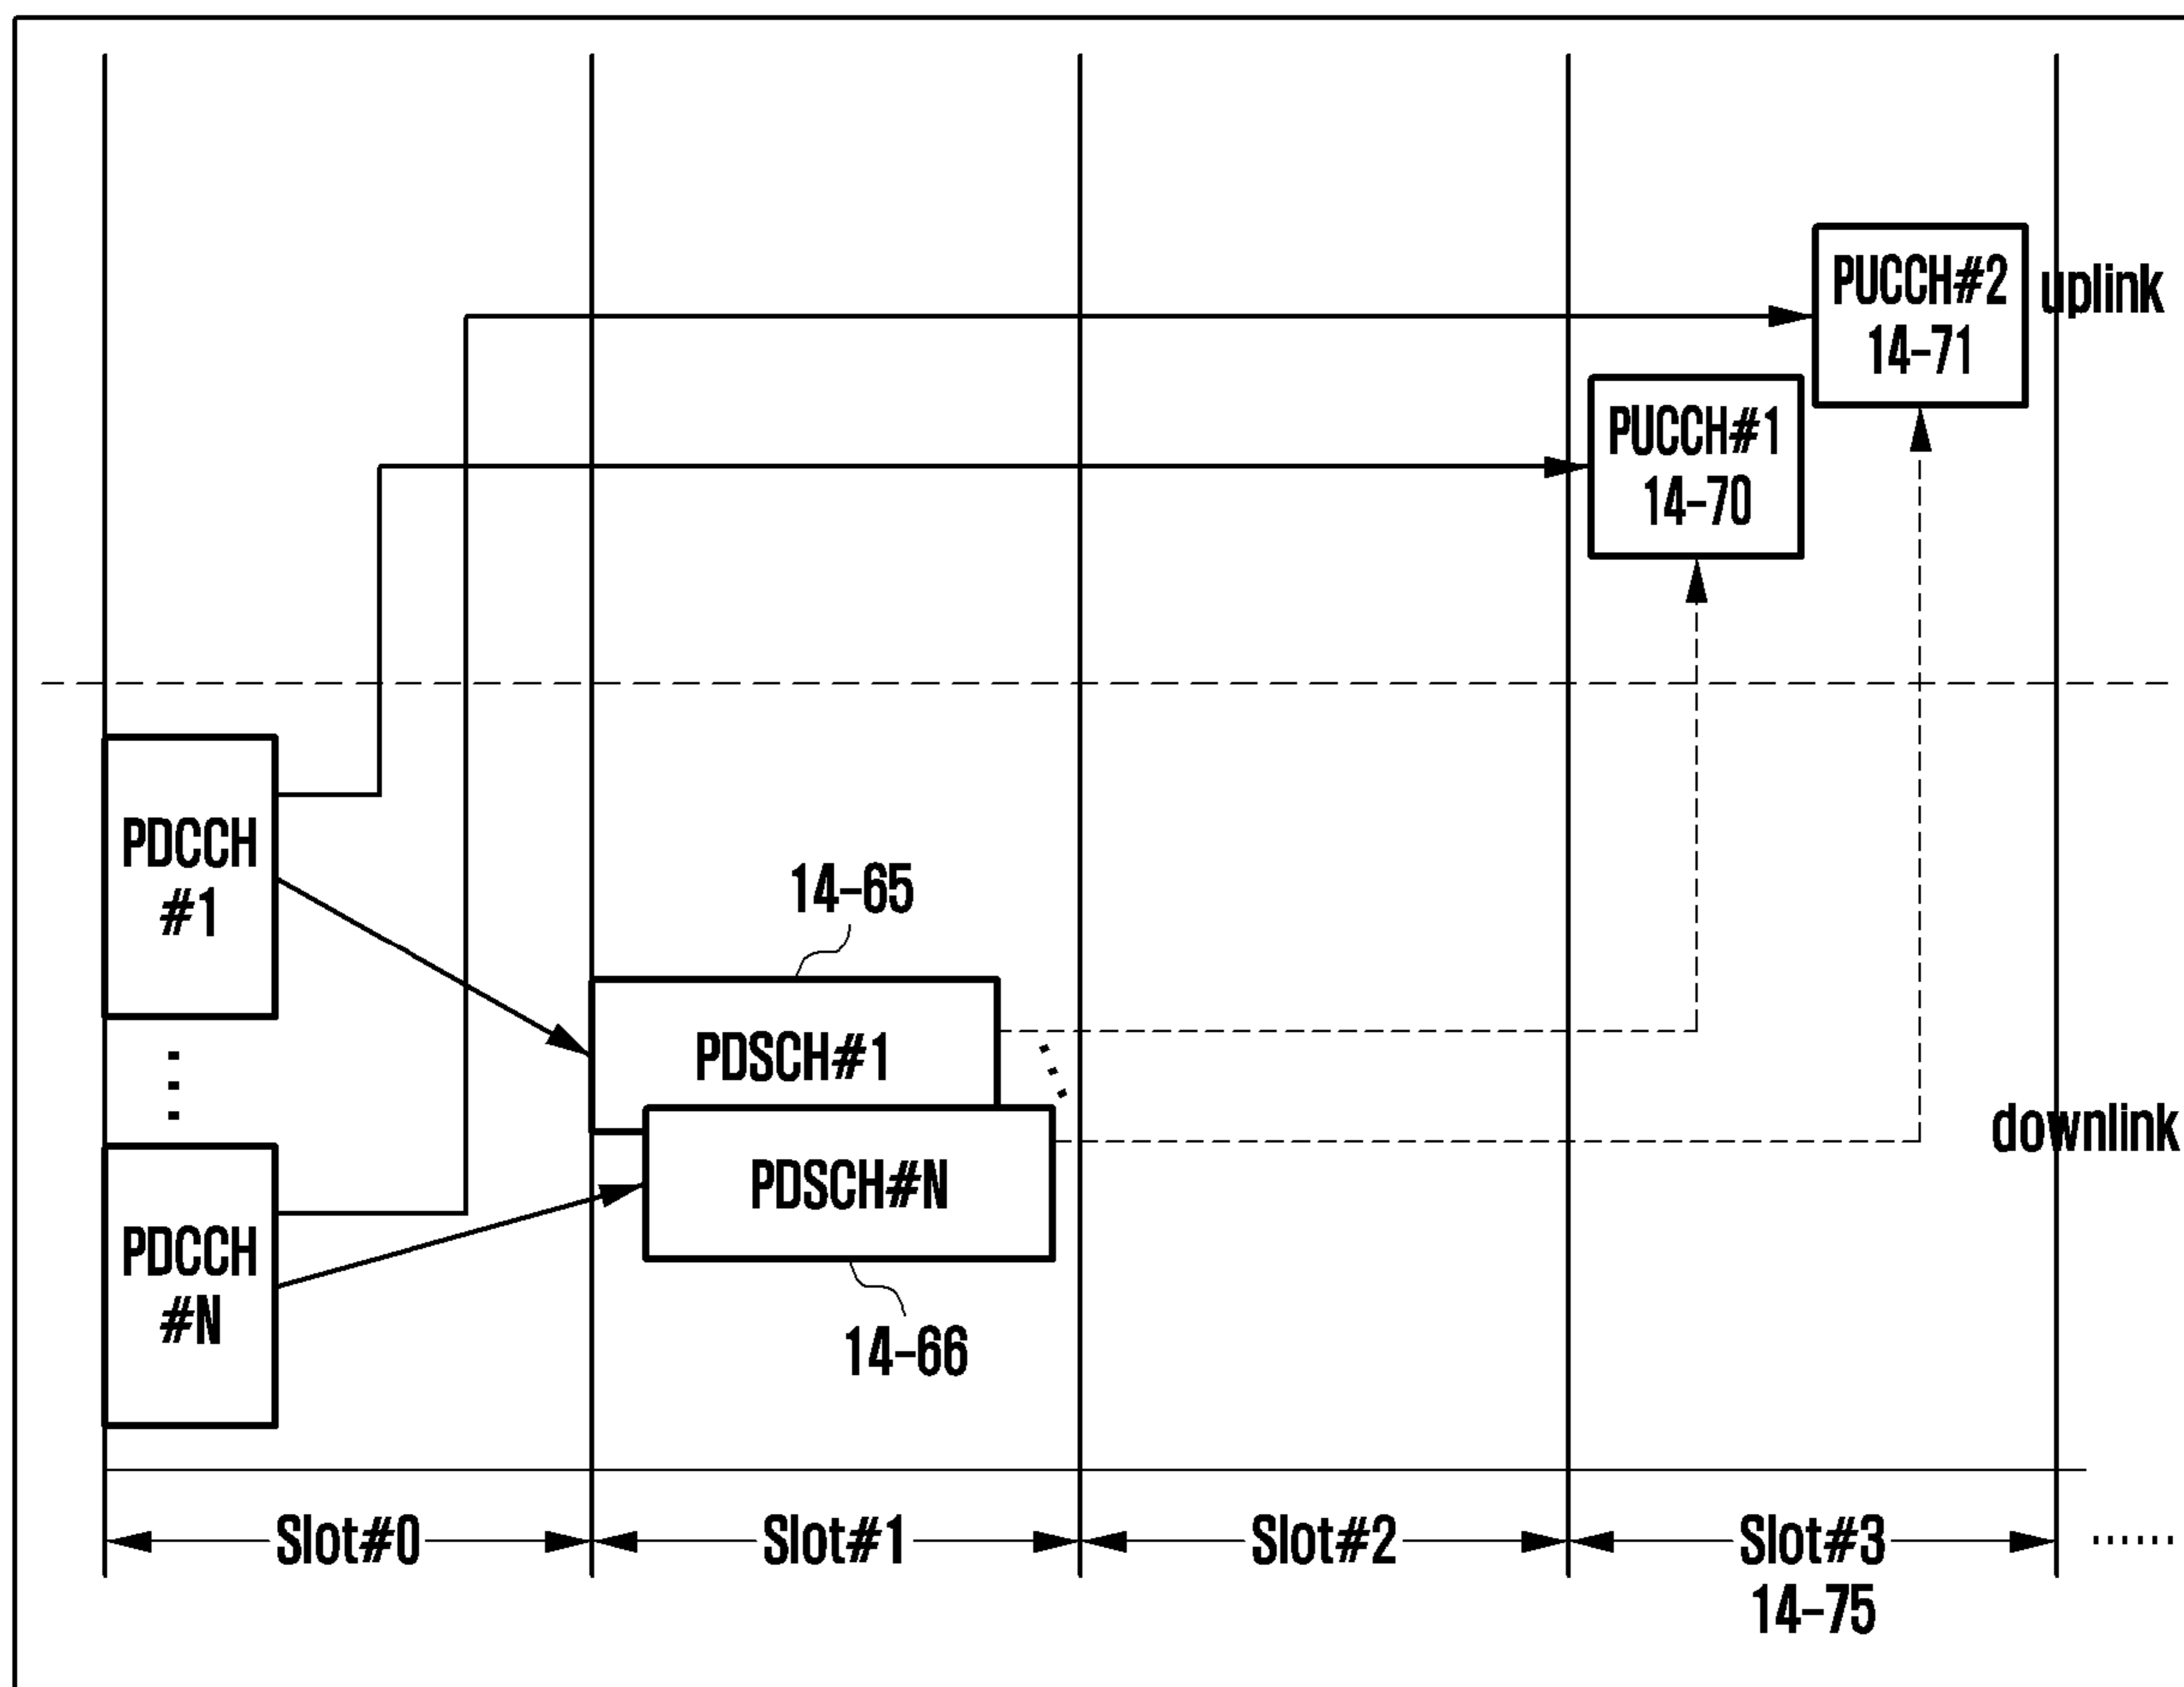 PUCCH#2
14-71
uplink
PUCCH#1
14-70
PDCCH
#1
14-65
PDSCH#1
downlink
PDSCH#N
PDCCH
#N
14-66
Slot#0
Slot#1
Slot#2
Slot#3
14-75
......